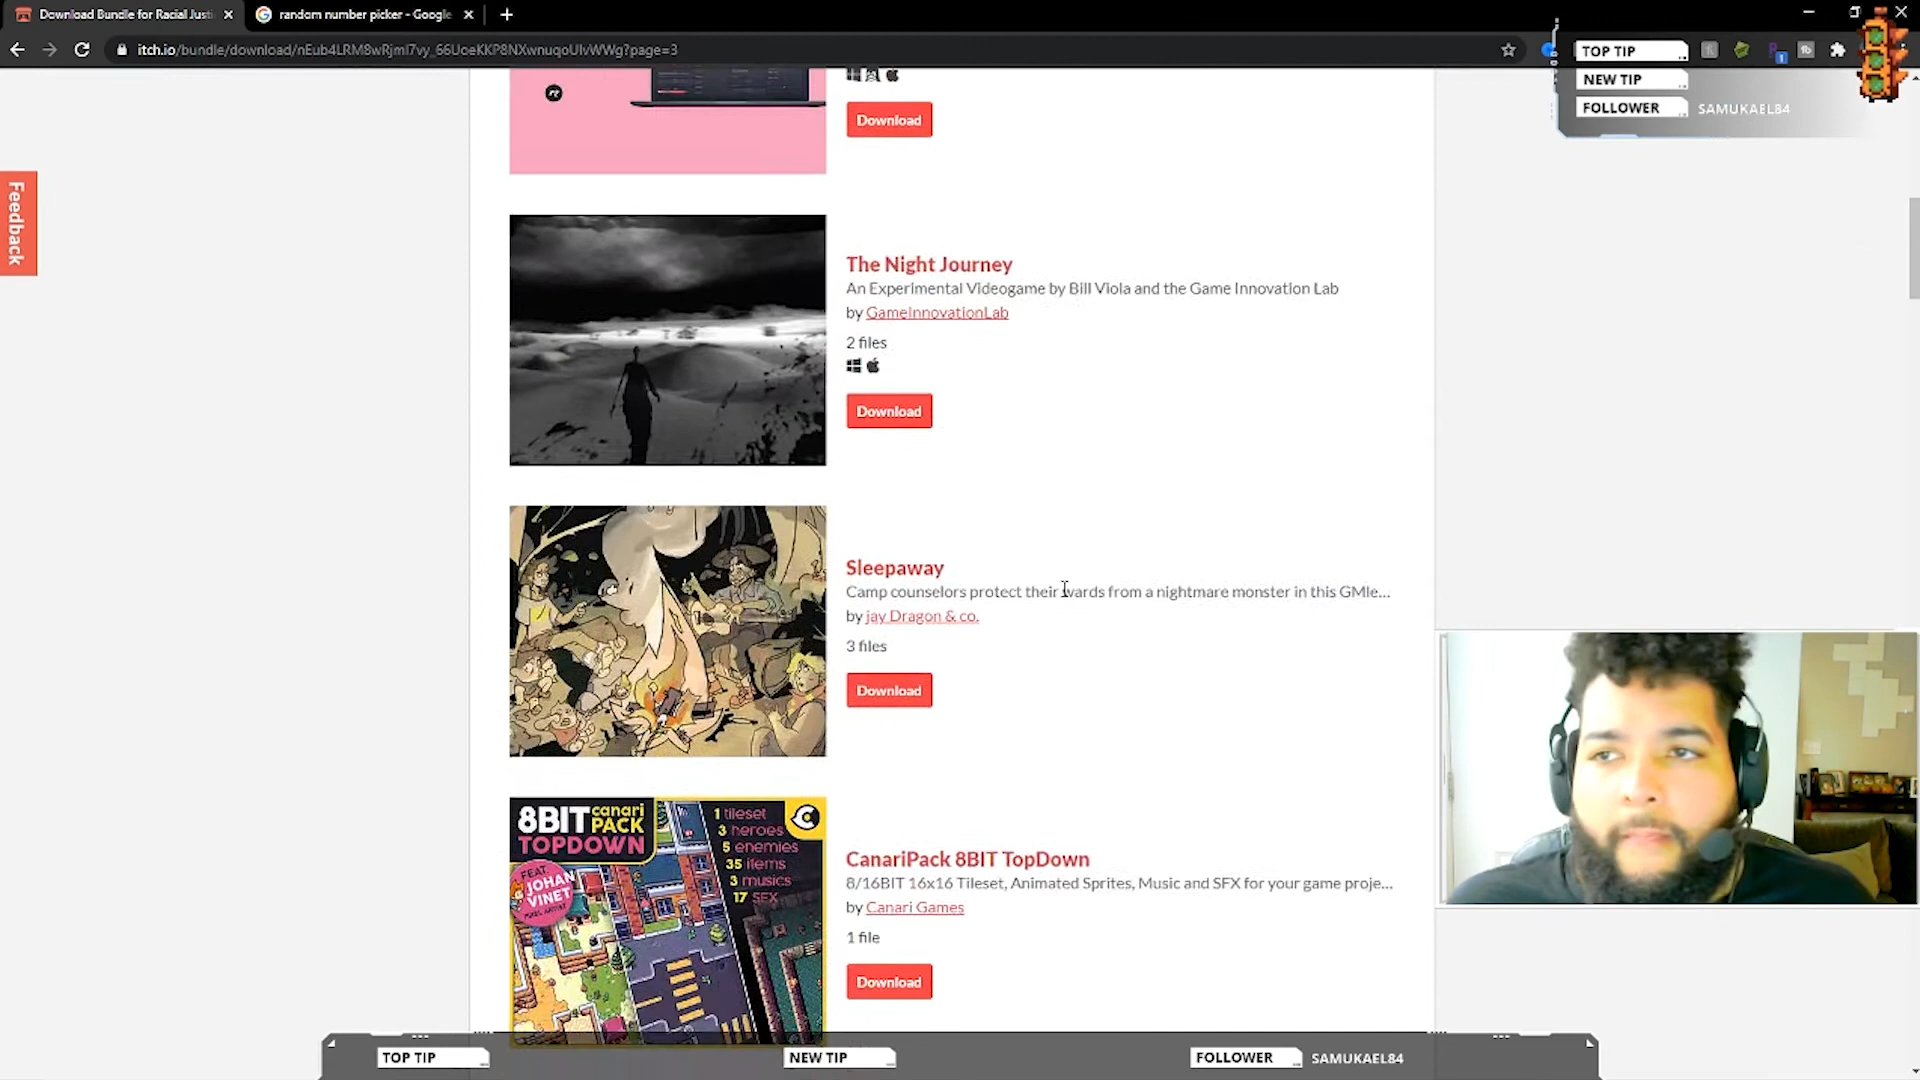 Download Bundle for Racial Justi
random number picker - Google
itch.io/bundle/download/nEub4LRM8wRjmI7vy_66UoeKKP8NXwnuqoUIvWWg?page=3
TOP TIP
NEW TIP
FOLLOWER SAMUKAEL84
Feedback
Download
The Night Journey
An Experimental Videogame by Bill Viola and the Game Innovation Lab
by GameInnovationLab
2 files
Download
Sleepaway
Camp counselors protect their wards from a nightmare monster in this GMle...
by jay Dragon & co.
3 files
Download
8BIT canari PACK
TOPDOWN
FEAT.
JOHAN
VINET
PIXEL ARTIST
1 tileset
3 heroes
5 enemies
35 items
3 musics
17 SFX
CanariPack 8BIT TopDown
8/16BIT 16x16 Tileset, Animated Sprites, Music and SFX for your game proje...
by Canari Games
1 file
Download
TOP TIP
NEW TIP
FOLLOWER SAMUKAEL84